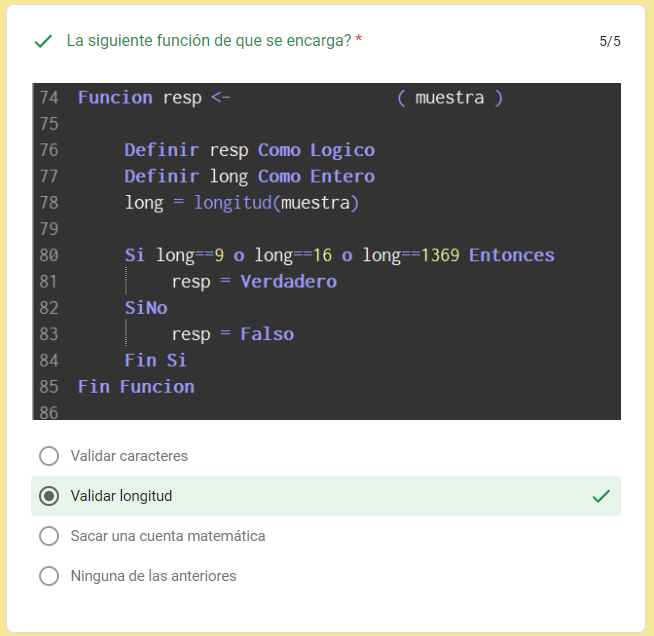 La siguiente función de que se encarga? *
5/5
74 Funcion resp <- ( muestra )
75
76 Definir resp Como Logico
77 Definir long Como Entero
78 long = longitud(muestra)
79
80 Si long==9 o long==16 o long==1369 Entonces
81 resp = Verdadero
82 SiNo
83 resp = Falso
84 Fin Si
85 Fin Funcion
86
Validar caracteres
Validar longitud
Sacar una cuenta matemática
Ninguna de las anteriores